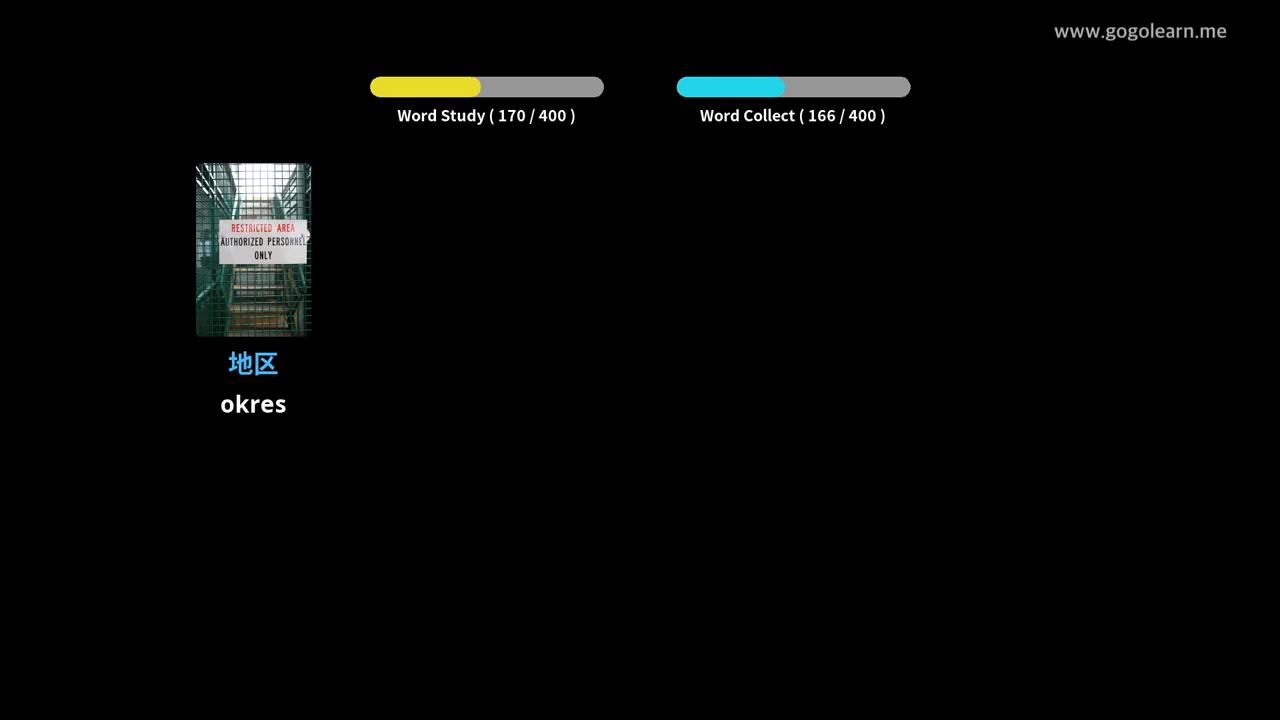 www.gogolearn.me
Word Study ( 170 / 400 )
Word Collect ( 166 / 400 )
RESTRICTED AREA
AUTHORIZED PERSONNEL
ONLY
地区
okres